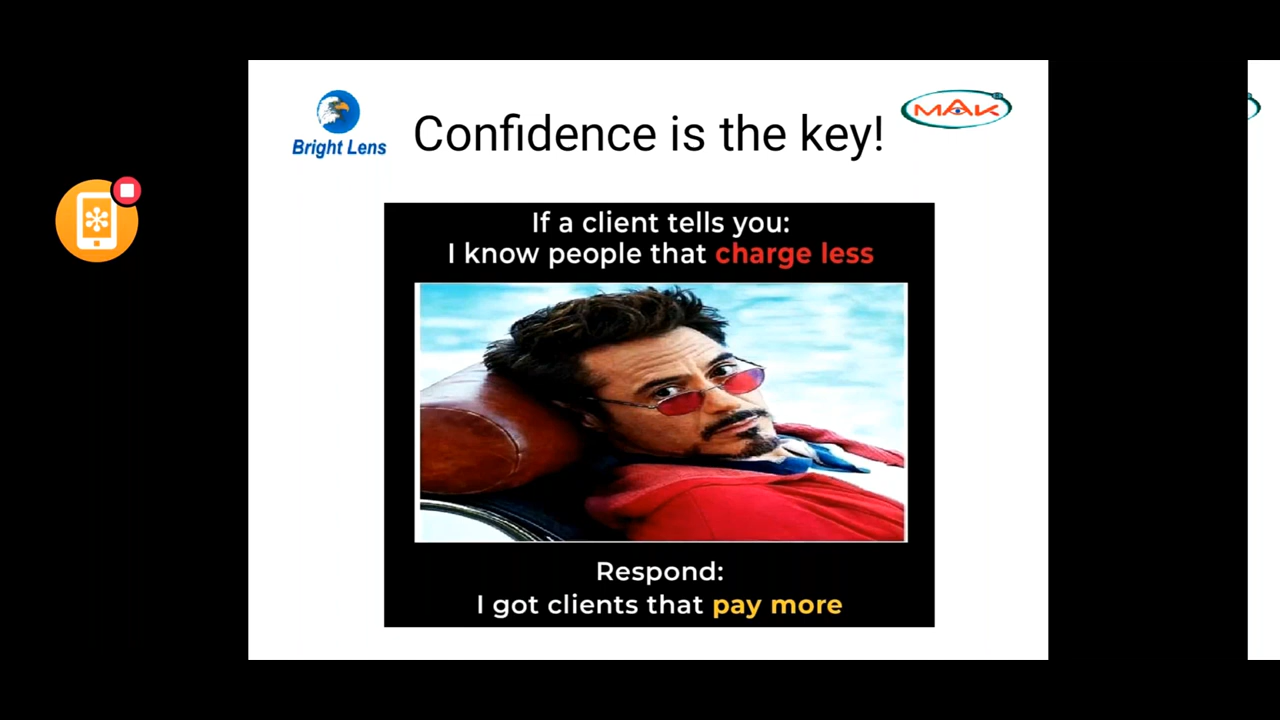 Bright Lens
Confidence is the key!
MAK
If a client tells you:
I know people that charge less
Respond:
I got clients that pay more